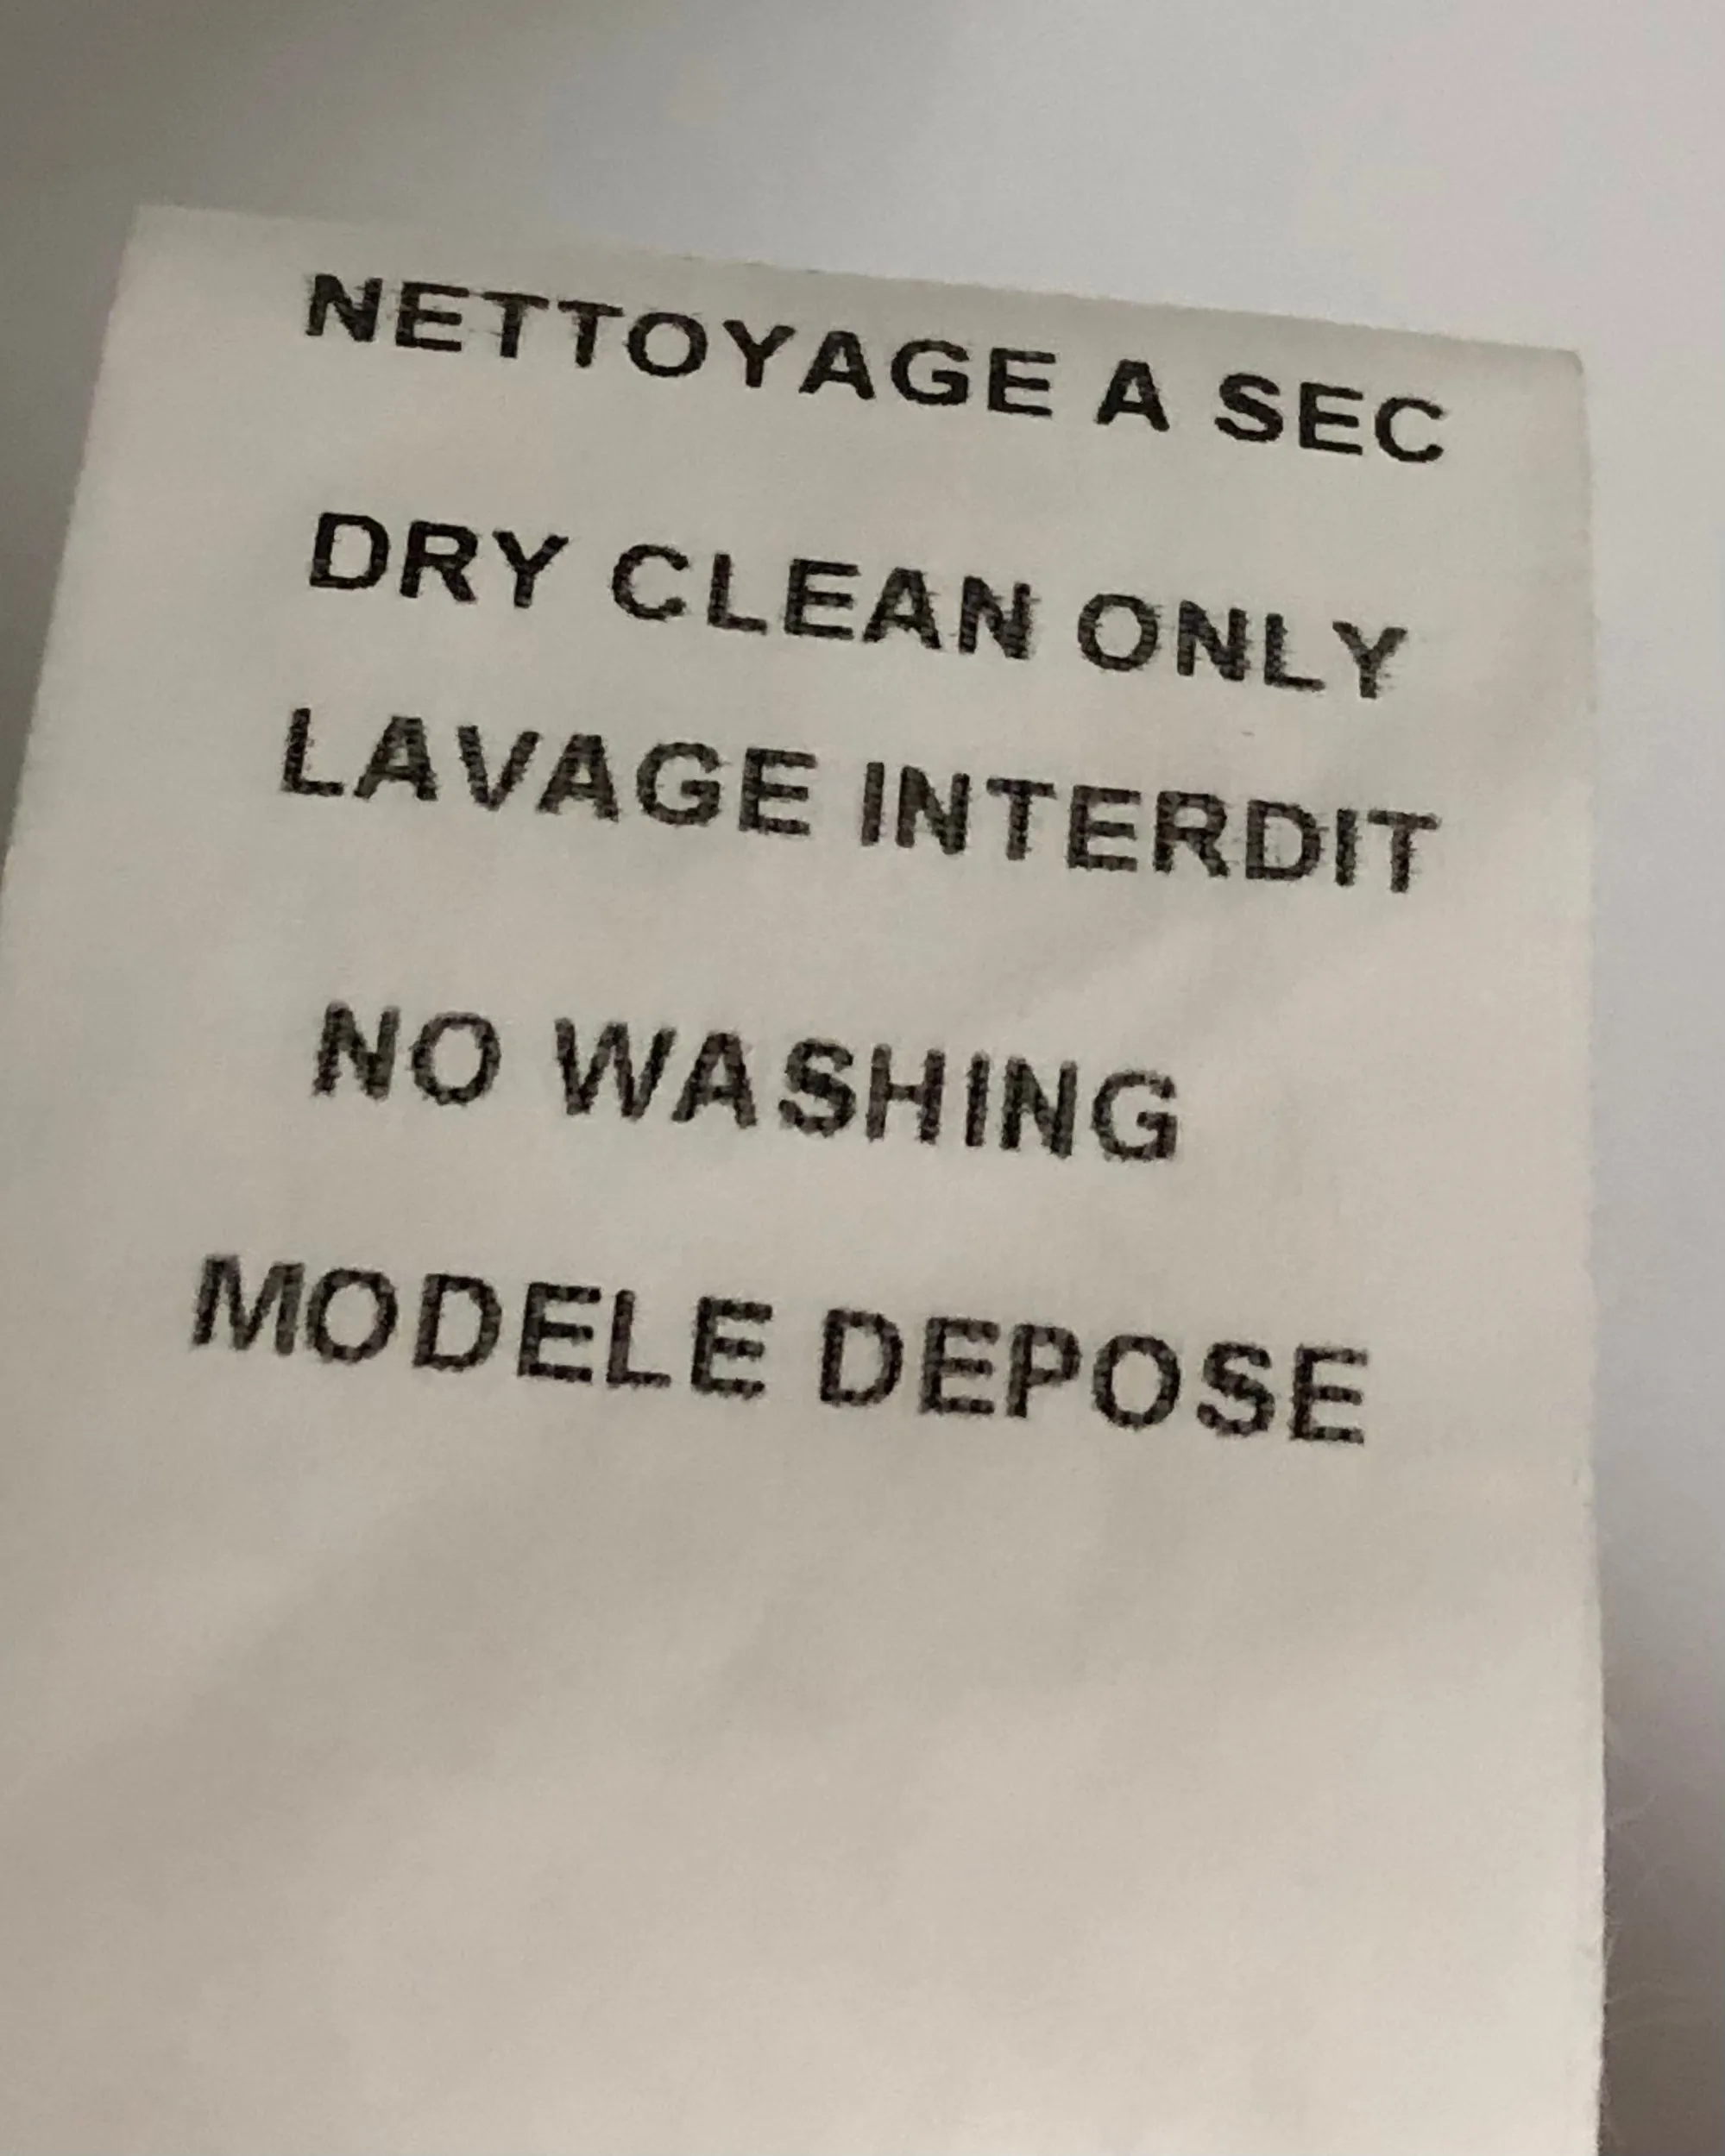 NETTOYAGE A SEC
DRY CLEAN ONLY
LAVAGE INTERDIT
NO WASHING
MODELE DEPOSE